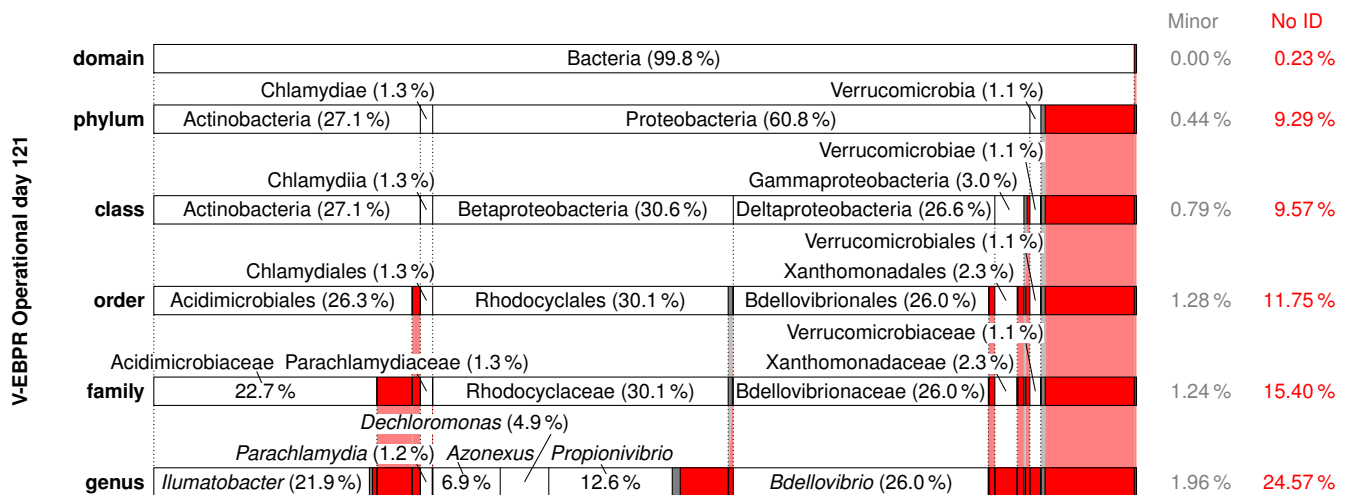 Minor No ID
domain Bacteria (99.8 %) 0.00 % 0.23 %
Chlamydiae (1.3 %) Verrucomicrobia (1.1 %)
phylum Actinobacteria (27.1 %) Proteobacteria (60.8 %) 0.44 % 9.29 %
Verrucomicrobiae (1.1 %)
Chlamydiia (1.3 %) Gammaproteobacteria (3.0 %)
class Actinobacteria (27.1 %) Betaproteobacteria (30.6 %) Deltaproteobacteria (26.6 %) 0.79 % 9.57 %
Verrucomicrobiales (1.1 %)
Chlamydiales (1.3 %) Xanthomonadales (2.3 %)
order Acidimicrobiales (26.3 %) Rhodocyclales (30.1 %) Bdellovibrionales (26.0 %) 1.28 % 11.75 %
Verrucomicrobiaceae (1.1 %)
Acidimicrobiaceae Parachlamydiaceae (1.3 %) Xanthomonadaceae (2.3 %)
family 22.7 % Rhodocyclaceae (30.1 %) Bdellovibrionaceae (26.0 %) 1.24 % 15.40 %
Dechloromonas (4.9 %)
Parachlamydia (1.2 %) Azonexus Propionivibrio
genus Ilumatobacter (21.9 %) 6.9 % 12.6 % Bdellovibrio (26.0 %) 1.96 % 24.57 %
V-EBPR Operational day 121